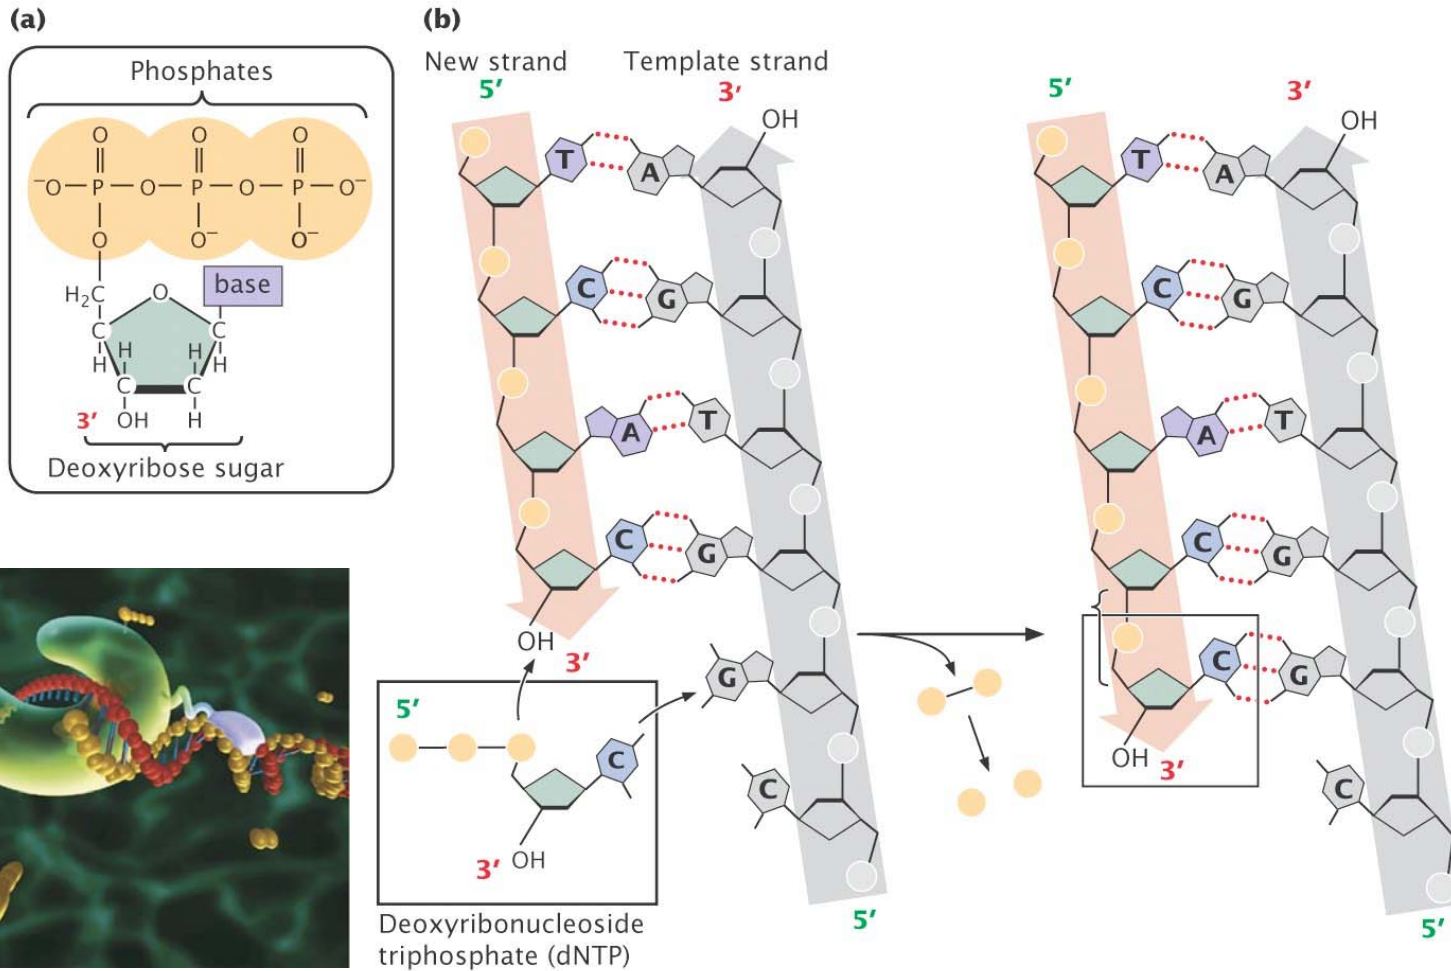 (a)
Phosphates
O O O
⁻O—P—O—P—O—P—O⁻
O O⁻ O⁻
H₂C O base
C C
H H H H
C C
3′ OH H
Deoxyribose sugar
(b)
New strand Template strand
5′ 3′
OH
T A
C G
A T
C G
OH
3′
G
C
5′
5′
C
3′ OH
Deoxyribonucleoside
triphosphate (dNTP)
5′ 3′
OH
T A
C G
A T
C G
C G
OH 3′
C
5′